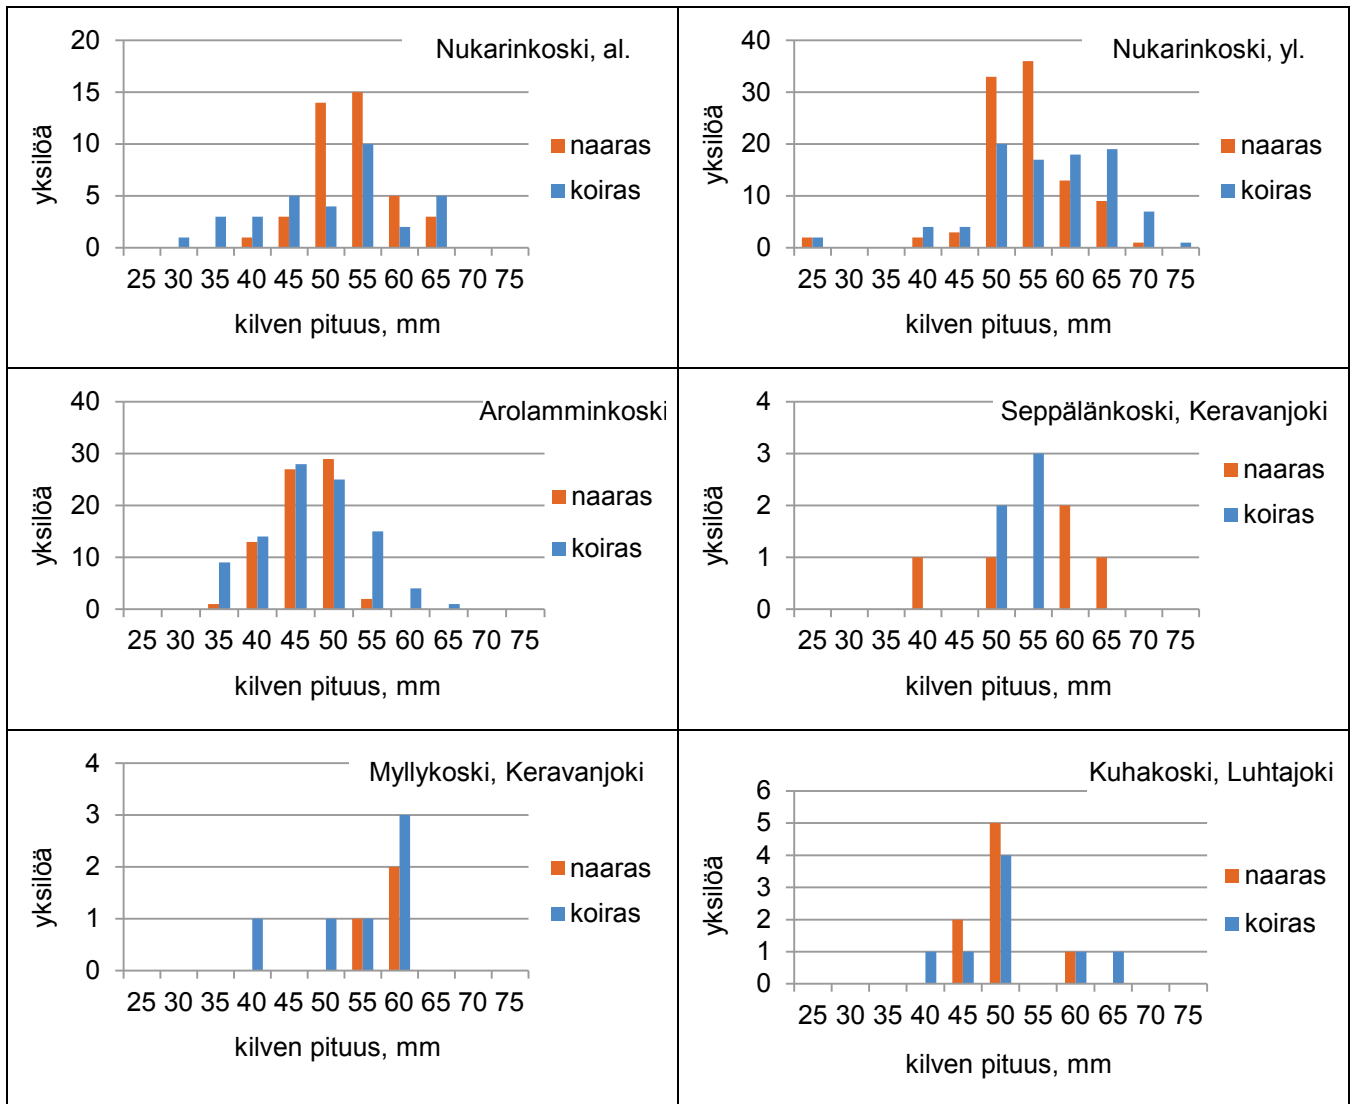 Nukarinkoski, al.
20
15
10
5
0
yksilöä
25 30 35 40 45 50 55 60 65 70 75
kilven pituus, mm
naaras
koiras
Nukarinkoski, yl.
40
30
20
10
0
yksilöä
25 30 35 40 45 50 55 60 65 70 75
kilven pituus, mm
naaras
koiras
Arolamminkoski
40
30
20
10
0
yksilöä
25 30 35 40 45 50 55 60 65 70 75
kilven pituus, mm
naaras
koiras
Seppälänkoski, Keravanjoki
4
3
2
1
0
yksilöä
25 30 35 40 45 50 55 60 65 70 75
kilven pituus, mm
naaras
koiras
Myllykoski, Keravanjoki
4
3
2
1
0
yksilöä
25 30 35 40 45 50 55 60 65 70 75
kilven pituus, mm
naaras
koiras
Kuhakoski, Luhtajoki
6
5
4
3
2
1
0
yksilöä
25 30 35 40 45 50 55 60 65 70 75
kilven pituus, mm
naaras
koiras